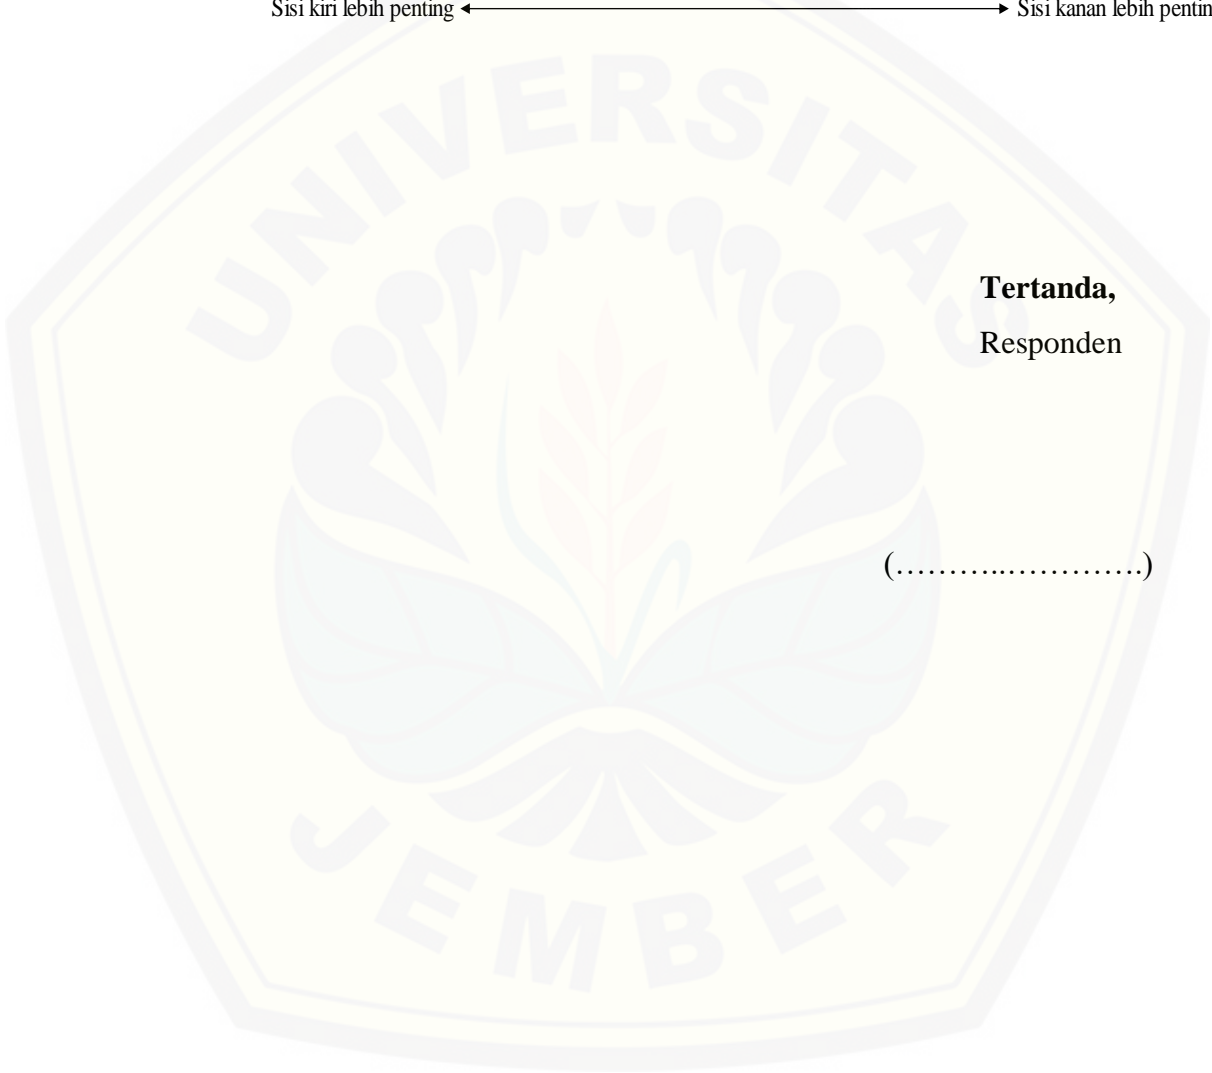 Sisi kiri lebih penting Sisi kanan lebih pentin
UNIVERSITAS
Tertanda,
Responden
(………..………….)
JEMBER